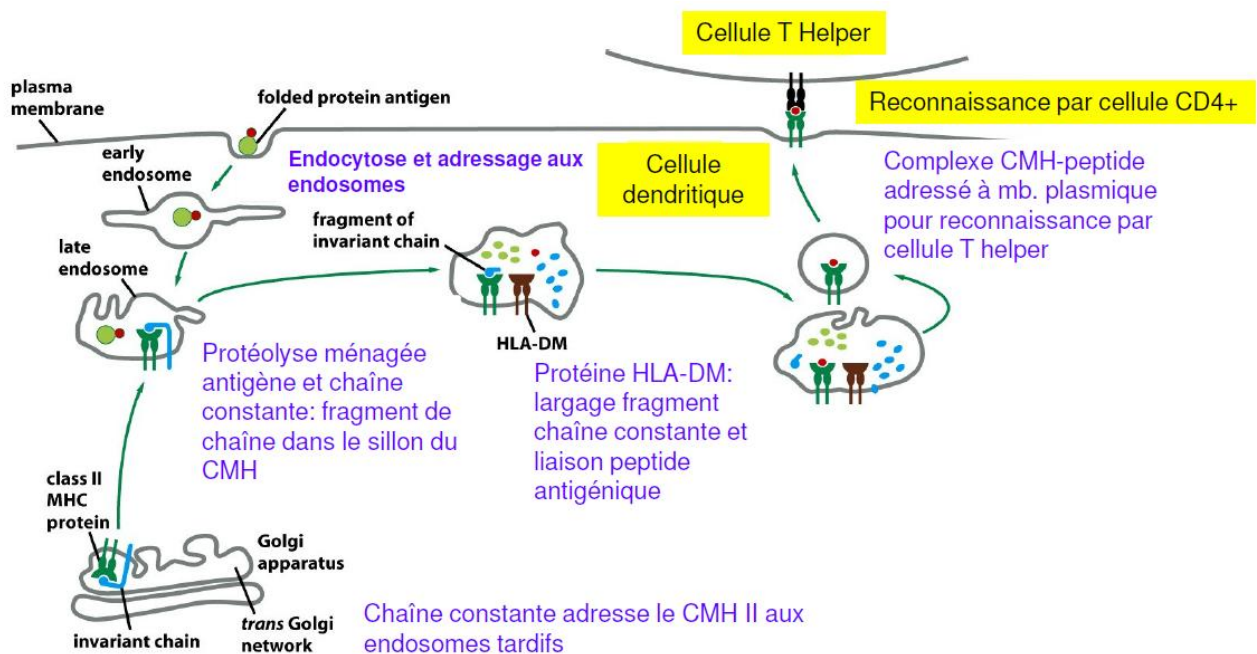 Cellule T Helper
plasma
membrane
folded protein antigen
Reconnaissance par cellule CD4+
early
endosome
Endocytose et adressage aux
endosomes
Cellule
dendritique
Complexe CMH-peptide
adressé à mb. plasmique
pour reconnaissance par
cellule T helper
fragment of
invariant chain
late
endosome
HLA-DM
Protéolyse ménagée
antigène et chaîne
constante: fragment de
chaîne dans le sillon du
CMH
Protéine HLA-DM:
largage fragment
chaîne constante et
liaison peptide
antigénique
class II
MHC
protein
Golgi
apparatus
invariant chain
trans Golgi
network
Chaîne constante adresse le CMH II aux
endosomes tardifs